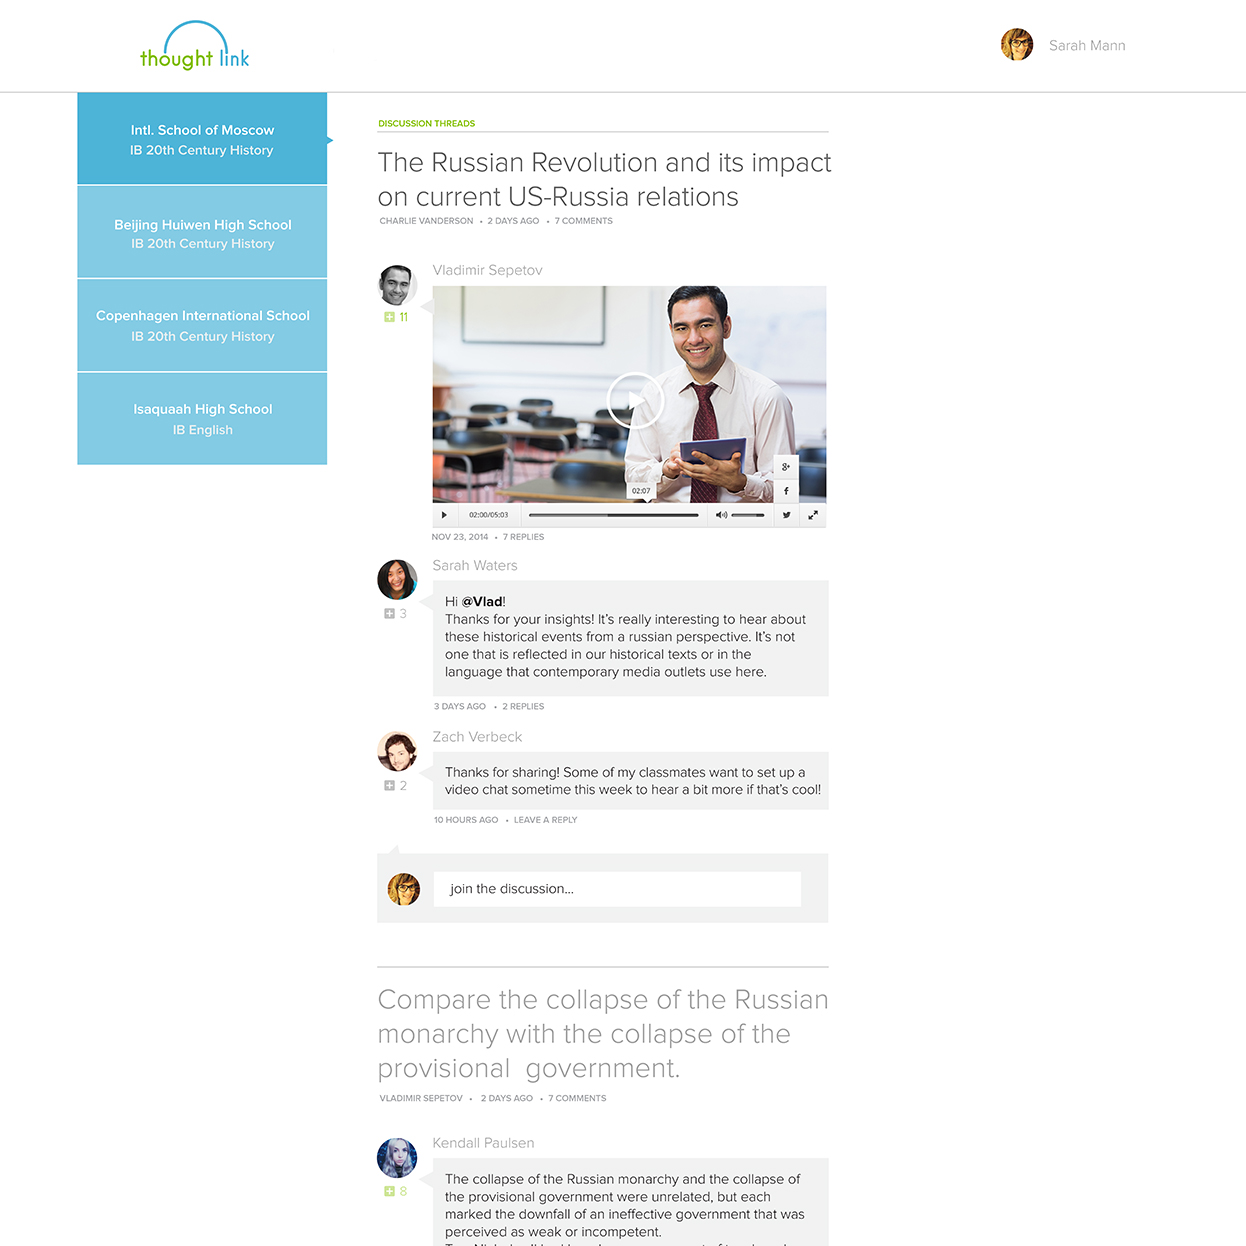 thought link
Sarah Mann
Intl. School of Moscow
IB 20th Century History
Beijing Huiwen High School
IB 20th Century History
Copenhagen International School
IB 20th Century History
Isaquaah High School
IB English
DISCUSSION THREADS
The Russian Revolution and its impact
on current US-Russia relations
CHARLIE VANDERSON • 2 DAYS AGO • 7 COMMENTS
Vladimir Sepetov
11
8+
02:07
f
02:00/05:03
NOV 23, 2014 • 7 REPLIES
Sarah Waters
3
Hi @Vlad!
Thanks for your insights! It's really interesting to hear about
these historical events from a russian perspective. It's not
one that is reflected in our historical texts or in the
language that contemporary media outlets use here.
3 DAYS AGO • 2 REPLIES
Zach Verbeck
2
Thanks for sharing! Some of my classmates want to set up a
video chat sometime this week to hear a bit more if that's cool!
10 HOURS AGO • LEAVE A REPLY
join the discussion...
Compare the collapse of the Russian
monarchy with the collapse of the
provisional government.
VLADIMIR SEPETOV • 2 DAYS AGO • 7 COMMENTS
Kendall Paulsen
8
The collapse of the Russian monarchy and the collapse of
the provisional government were unrelated, but each
marked the downfall of an ineffective government that was
perceived as weak or incompetent.